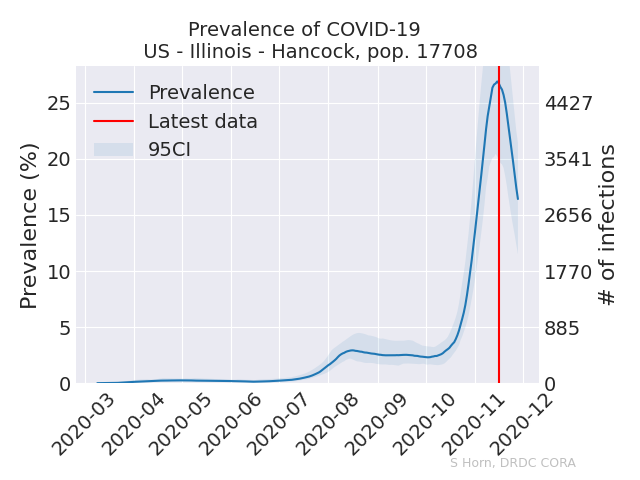 Prevalence of COVID-19
US - Illinois - Hancock, pop. 17708
Prevalence
Latest data
95CI
Prevalence (%)
25
20
15
10
5
0
4427
3541
2656
1770
885
0
# of infections
2020-03
2020-04
2020-05
2020-06
2020-07
2020-08
2020-09
2020-10
2020-11
2020-12
S Horn, DRDC CORA